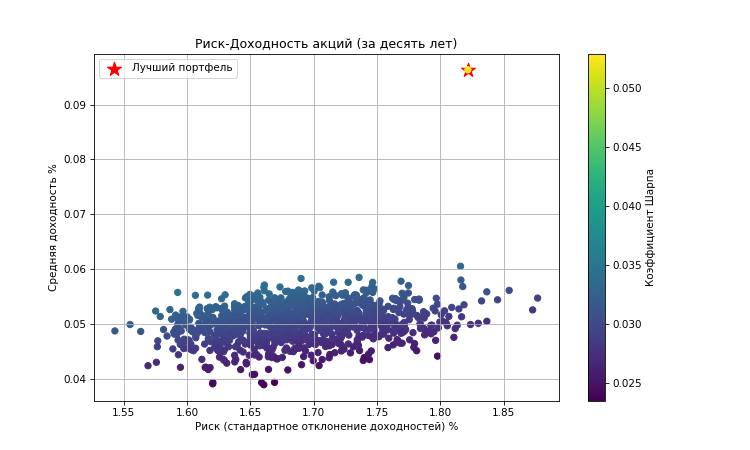 Риск-Доходность акций (за десять лет)
Лучший портфель
Средняя доходность %
0.09
0.08
0.07
0.06
0.05
0.04
1.55 1.60 1.65 1.70 1.75 1.80 1.85
Риск (стандартное отклонение доходностей) %
0.050
0.045
0.040
0.035
0.030
0.025
Коэффициент Шарпа